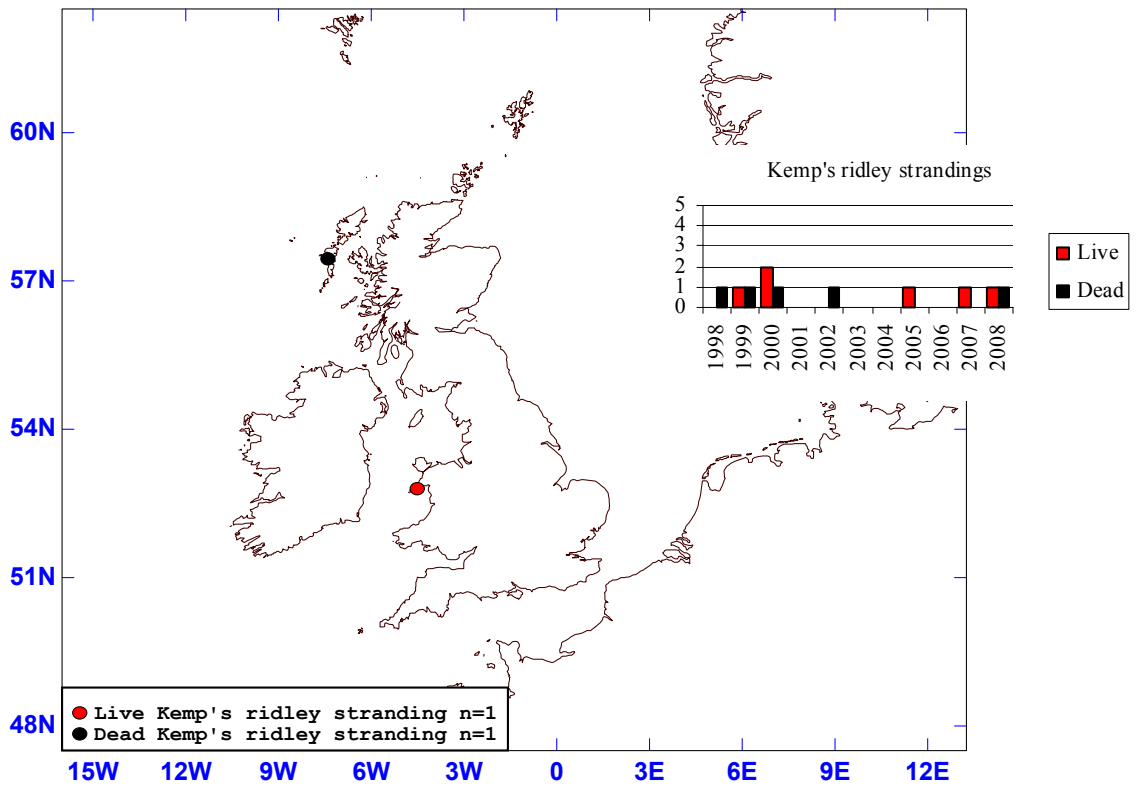 60N
57N
54N
51N
48N
15W 12W 9W 6W 3W 0 3E 6E 9E 12E
Kemp's ridley strandings
5
4
3
2
1
0
1998 1999 2000 2001 2002 2003 2004 2005 2006 2007 2008
Live
Dead
Live Kemp's ridley stranding n=1
Dead Kemp's ridley stranding n=1